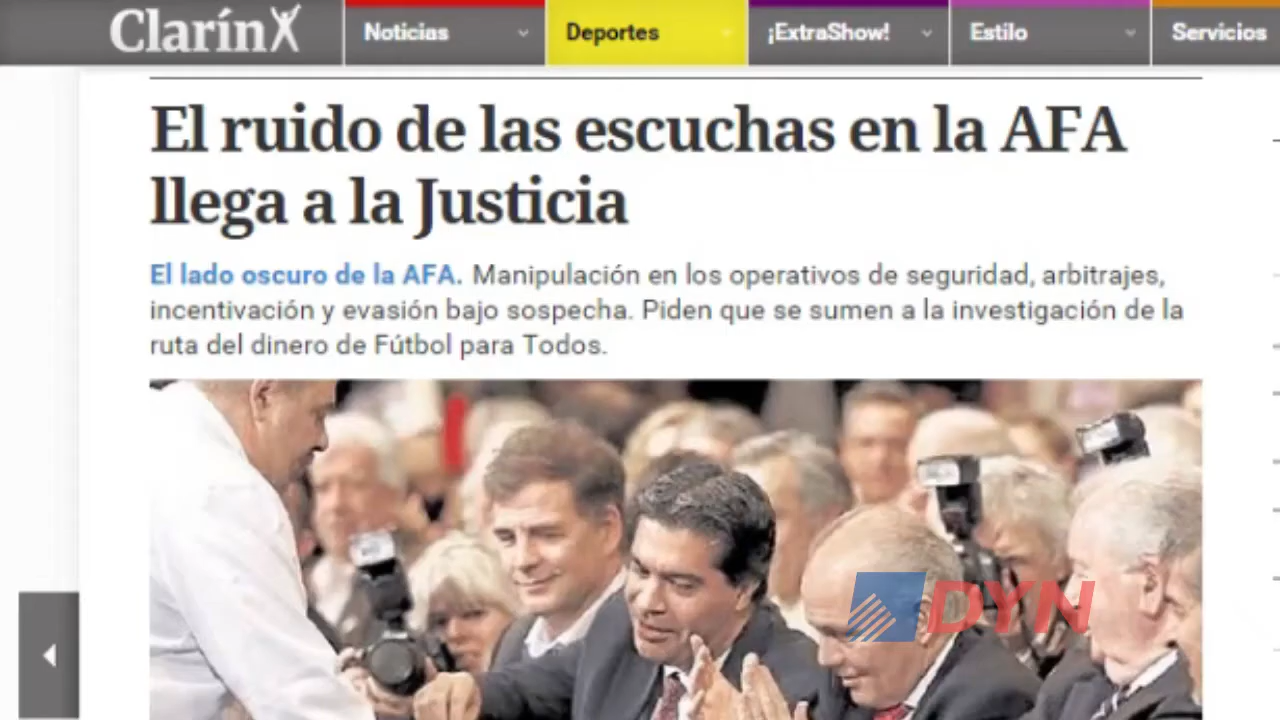 Clarín
Noticias
Deportes
¡ExtraShow!
Estilo
Servicios
El ruido de las escuchas en la AFA
llega a la Justicia
El lado oscuro de la AFA. Manipulación en los operativos de seguridad, arbitrajes,
incentivación y evasión bajo sospecha. Piden que se sumen a la investigación de la
ruta del dinero de Fútbol para Todos.
DYN